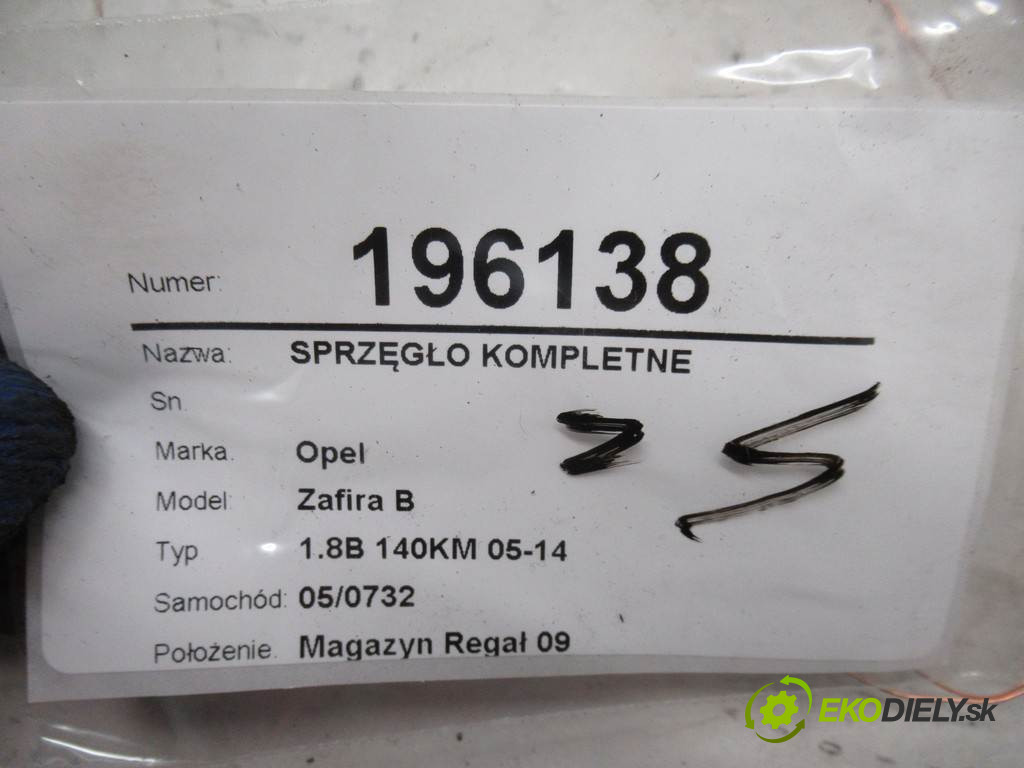 Numer: 196138
Nazwa: SPRZĘGŁO KOMPLETNE
Sn.
Marka. Opel
Model: Zafira B
Typ 1.8B 140KM 05-14
Samochód: 05/0732
Położenie. Magazyn Regał 09
EKODIELY.sk